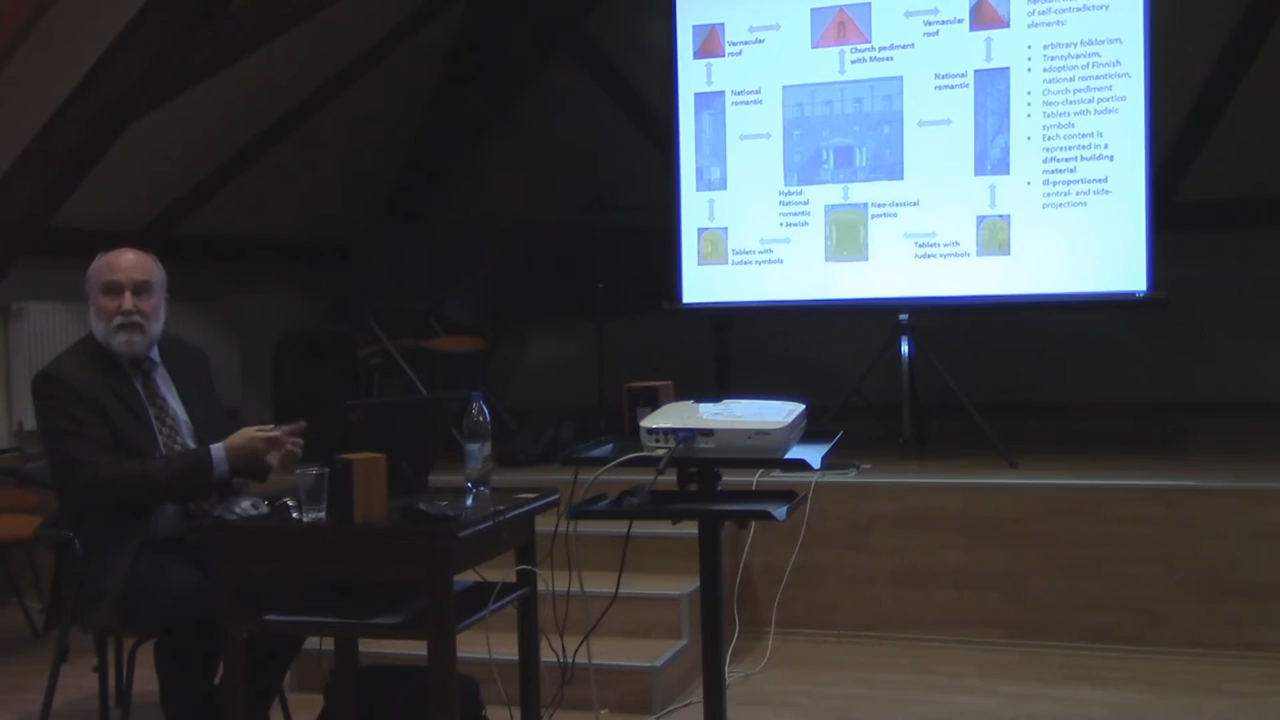 Vernacular
roof
Church pediment
with Moses
Vernacular
roof
National
romantic
National
romantic
Hybrid:
National
romantic
+ Jewish
Neo-classical
portico
Tablets with
Judaic symbols
Tablets with
Judaic symbols
of self-contradictory
elements:
• arbitrary folklorism,
• Transylvanism,
• adoption of Finnish
national romanticism,
• Church pediment
• Neo-classical portico
• Tablets with Judaic
symbols
• Each content is
represented in a
different building
material
• Ill-proportioned
central- and side-
projections